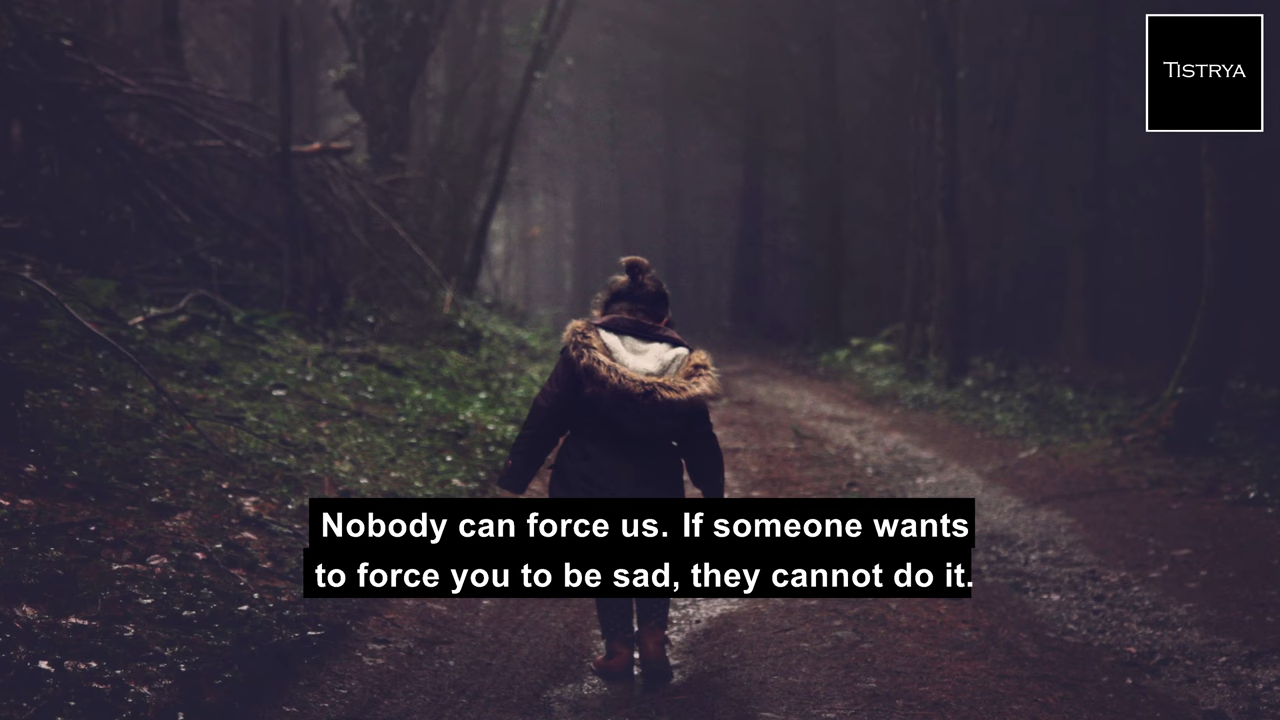 TISTRYA
Nobody can force us. If someone wants
to force you to be sad, they cannot do it.